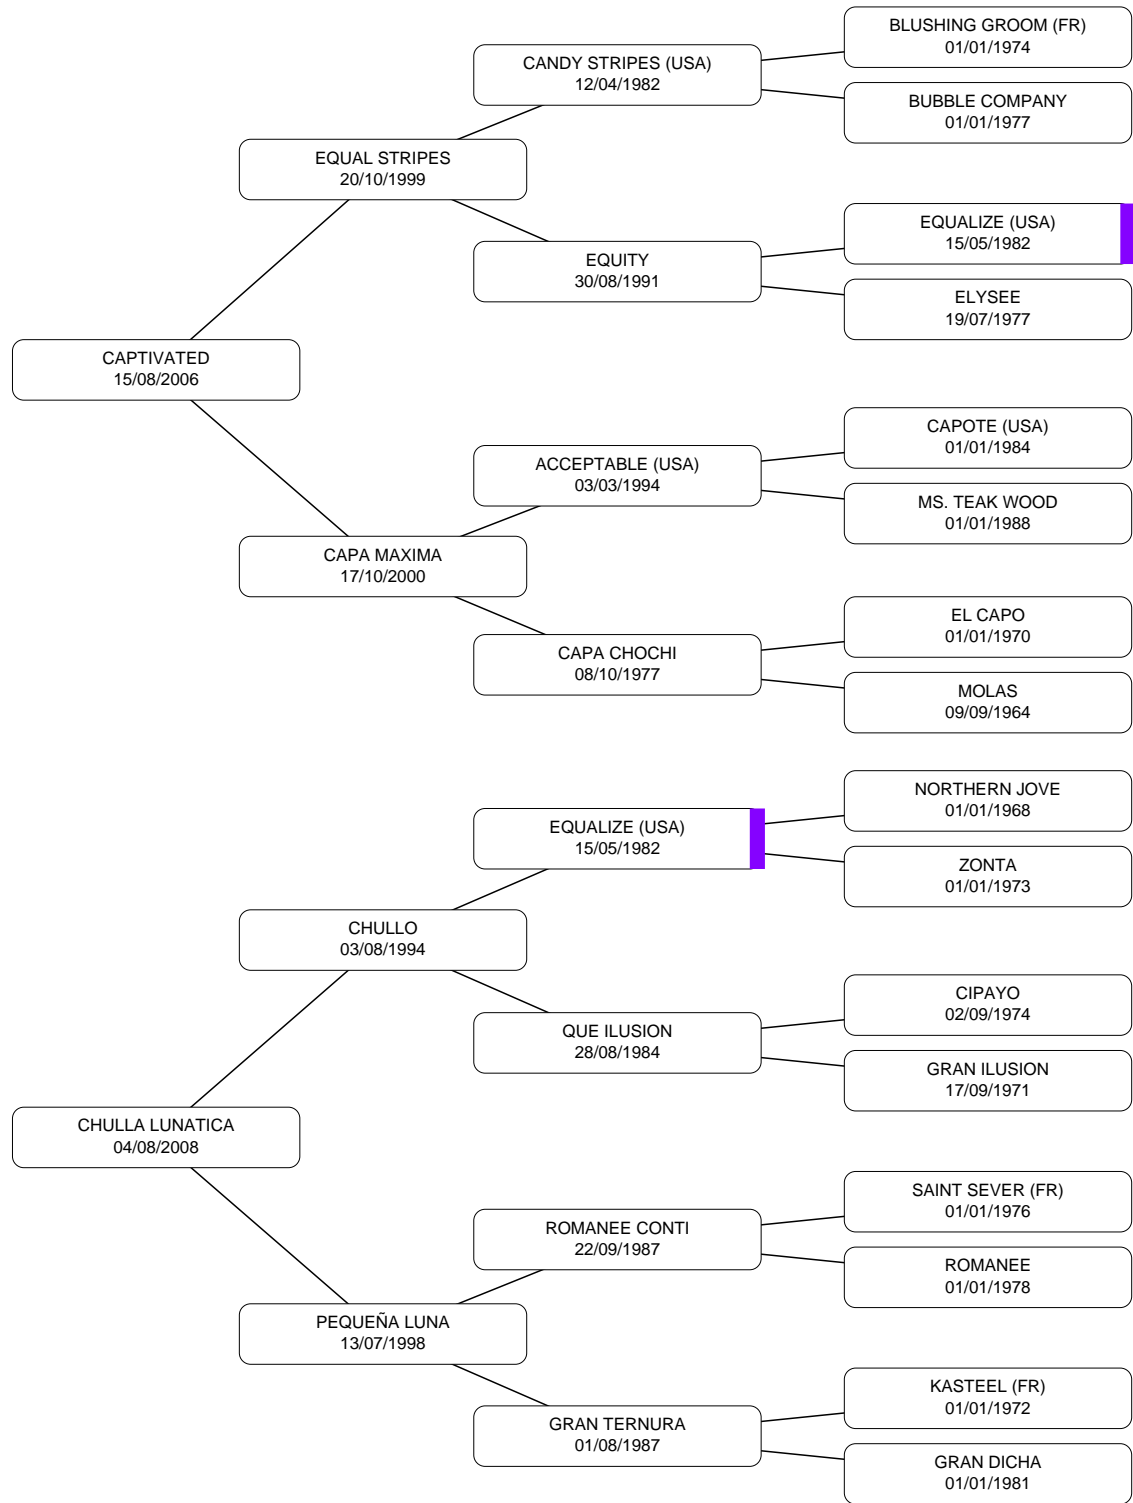 BLUSHING GROOM (FR)
01/01/1974
CANDY STRIPES (USA)
12/04/1982
BUBBLE COMPANY
01/01/1977
EQUAL STRIPES
20/10/1999
EQUALIZE (USA)
15/05/1982
EQUITY
30/08/1991
ELYSEE
19/07/1977
CAPTIVATED
15/08/2006
CAPOTE (USA)
01/01/1984
ACCEPTABLE (USA)
03/03/1994
MS. TEAK WOOD
01/01/1988
CAPA MAXIMA
17/10/2000
EL CAPO
01/01/1970
CAPA CHOCHI
08/10/1977
MOLAS
09/09/1964
NORTHERN JOVE
01/01/1968
EQUALIZE (USA)
15/05/1982
ZONTA
01/01/1973
CHULLO
03/08/1994
CIPAYO
02/09/1974
QUE ILUSION
28/08/1984
GRAN ILUSION
17/09/1971
CHULLA LUNATICA
04/08/2008
SAINT SEVER (FR)
01/01/1976
ROMANEE CONTI
22/09/1987
ROMANEE
01/01/1978
PEQUEÑA LUNA
13/07/1998
KASTEEL (FR)
01/01/1972
GRAN TERNURA
01/08/1987
GRAN DICHA
01/01/1981